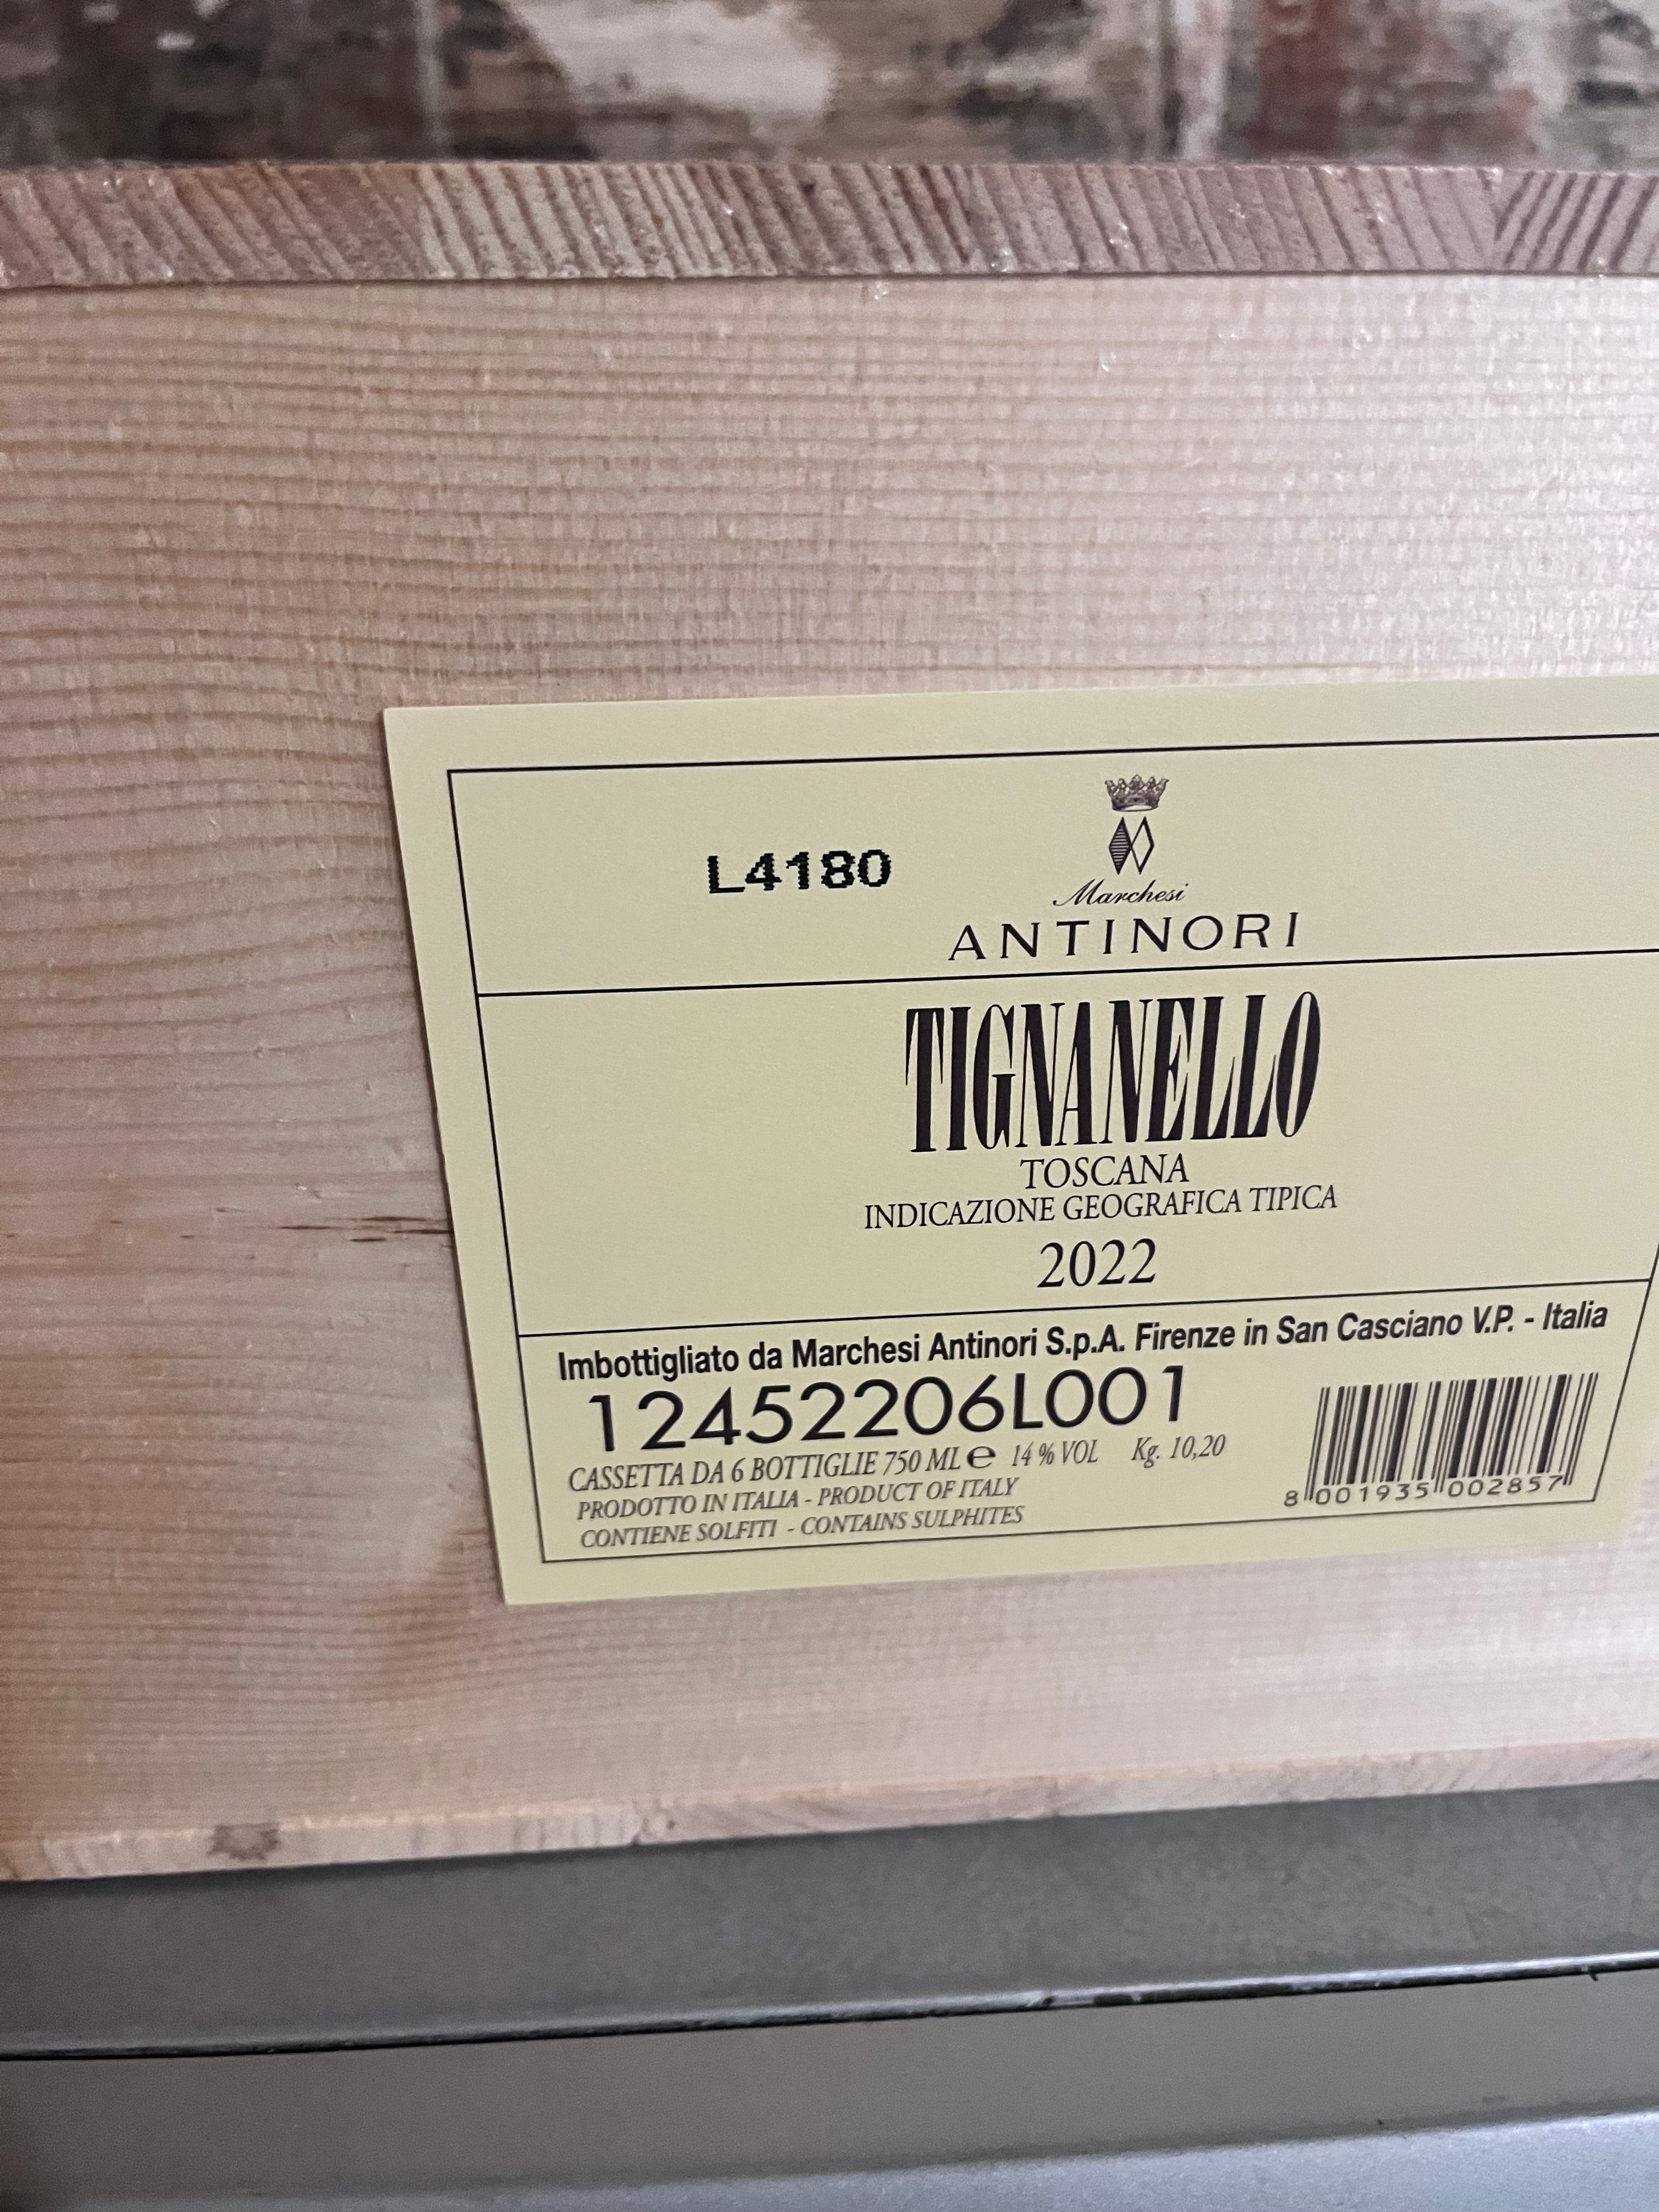 L4180
Marchesi
ANTINORI
TIGNANELLO
TOSCANA
INDICAZIONE GEOGRAFICA TIPICA
2022
Imbottigliato da Marchesi Antinori S.p.A. Firenze in San Casciano V.P. - Italia
12452206L001
CASSETTA DA 6 BOTTIGLIE 750 ML e 14 % VOL Kg. 10,20
PRODOTTO IN ITALIA - PRODUCT OF ITALY
CONTIENE SOLFITI - CONTAINS SULPHITES
8 001935 002857